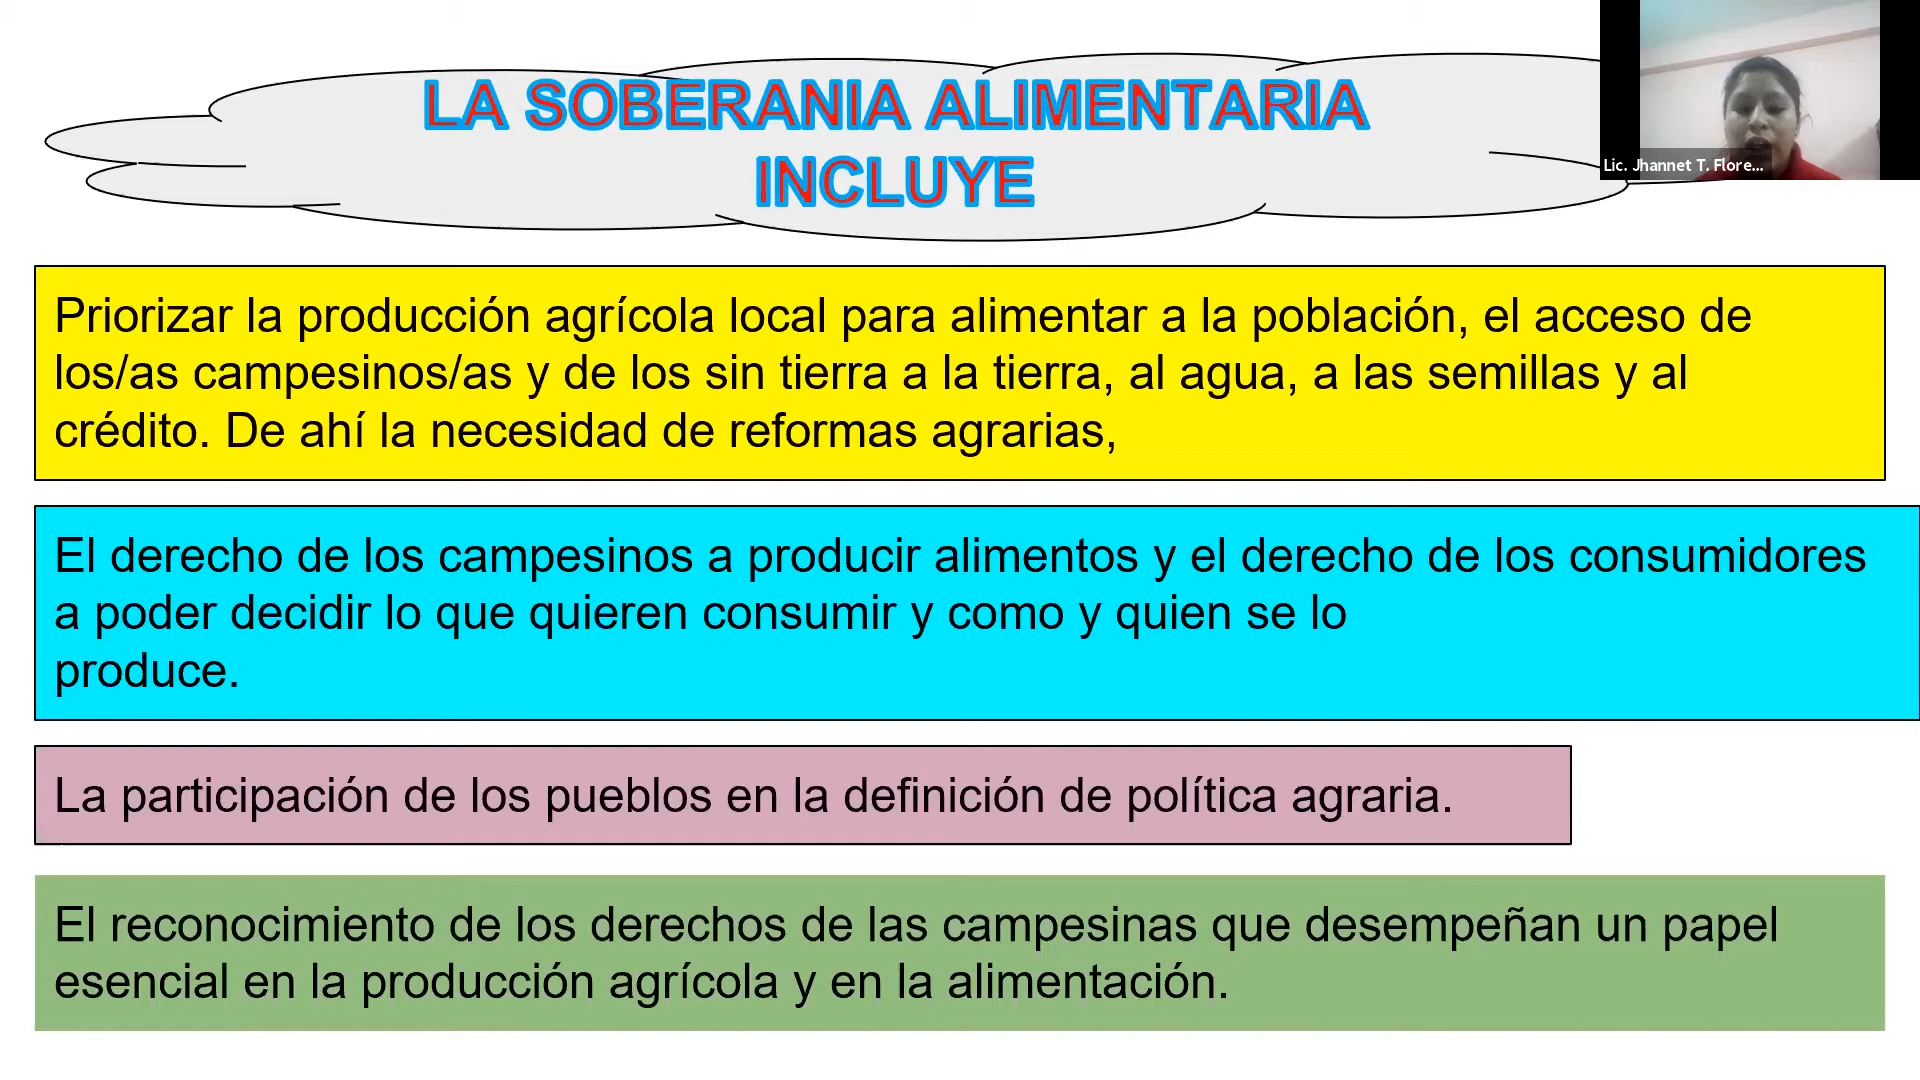 LA SOBERANIA ALIMENTARIA
INCLUYE
Lic. Jhannet T. Flore...
Priorizar la producción agrícola local para alimentar a la población, el acceso de
los/as campesinos/as y de los sin tierra a la tierra, al agua, a las semillas y al
crédito. De ahí la necesidad de reformas agrarias,
El derecho de los campesinos a producir alimentos y el derecho de los consumidores
a poder decidir lo que quieren consumir y como y quien se lo
produce.
La participación de los pueblos en la definición de política agraria.
El reconocimiento de los derechos de las campesinas que desempeñan un papel
esencial en la producción agrícola y en la alimentación.